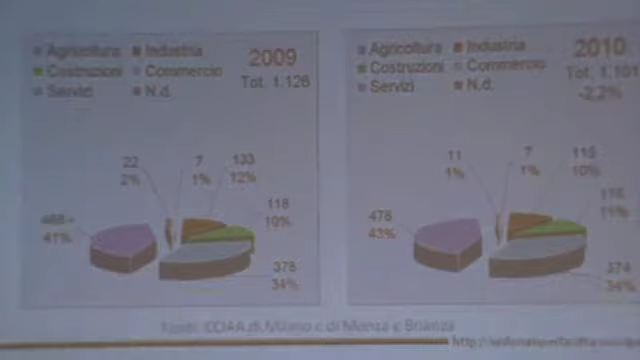 Agricoltura Industria
Costruzioni Commercio
Servizi N.d.
2009
Tot. 1.126
22
2%
7
1%
133
12%
118
10%
378
34%
41%
Agricoltura Industria
Costruzioni Commercio
Servizi N.d.
2010
Tot. 1.101
-2,2%
11
1%
7
1%
115
10%
11%
374
34%
478
43%
Fonti: CCIAA di Milano e di Monza e Brianza